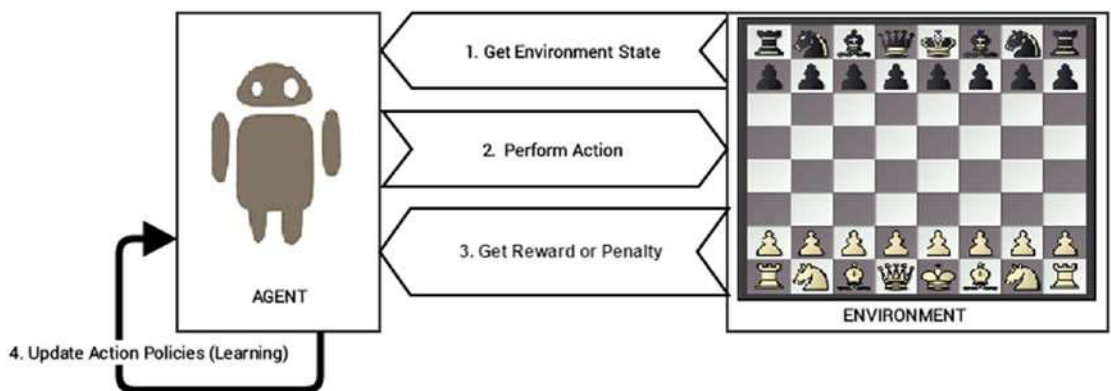 1. Get Environment State
2. Perform Action
3. Get Reward or Penalty
AGENT
ENVIRONMENT
4. Update Action Policies (Learning)